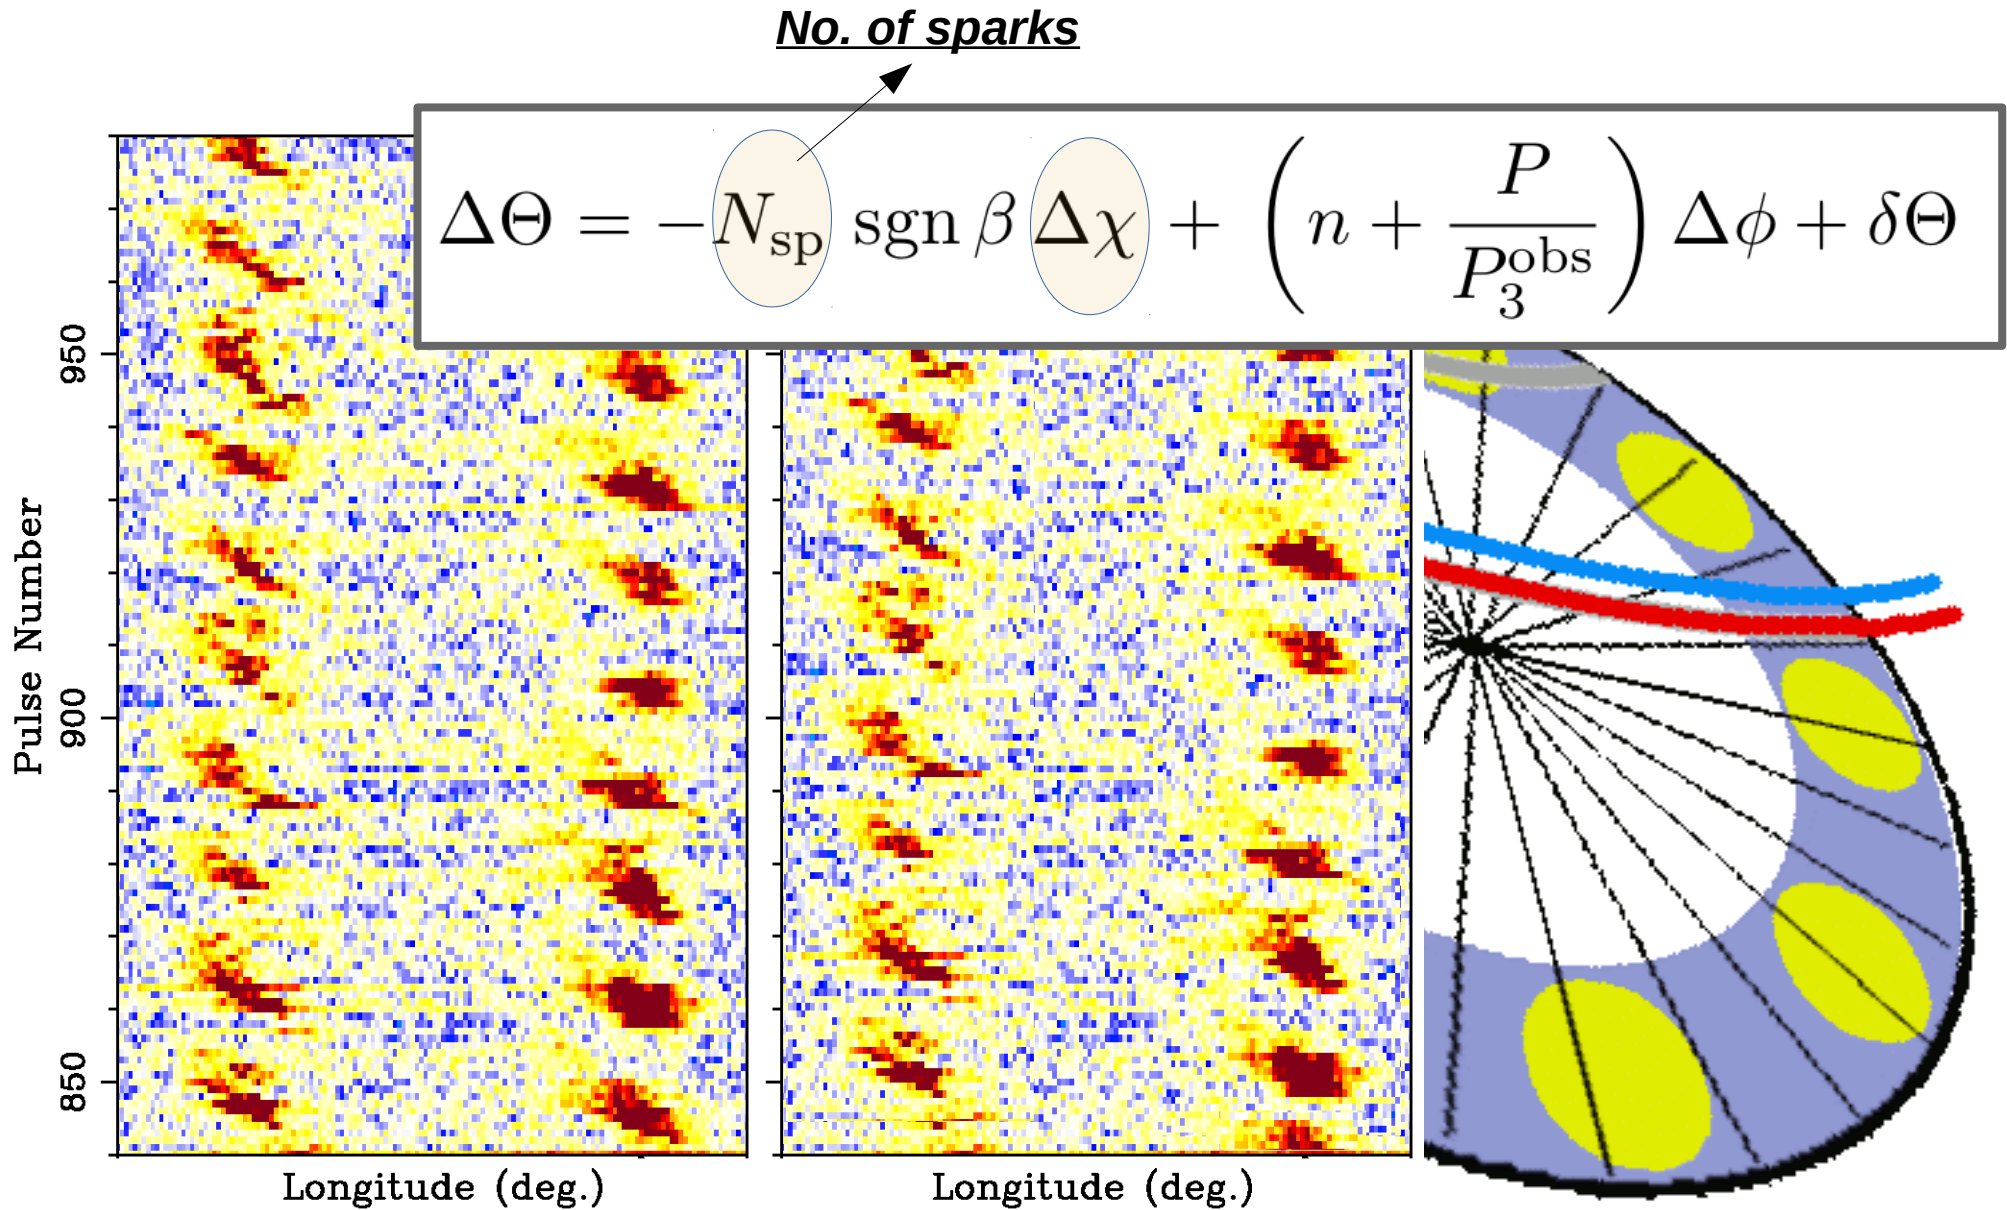 No. of sparks
ΔΘ = −N_sp sgn β Δχ + (n + P / P_3^obs) Δϕ + δΘ
Pulse Number
950
900
850
Longitude (deg.)
Longitude (deg.)